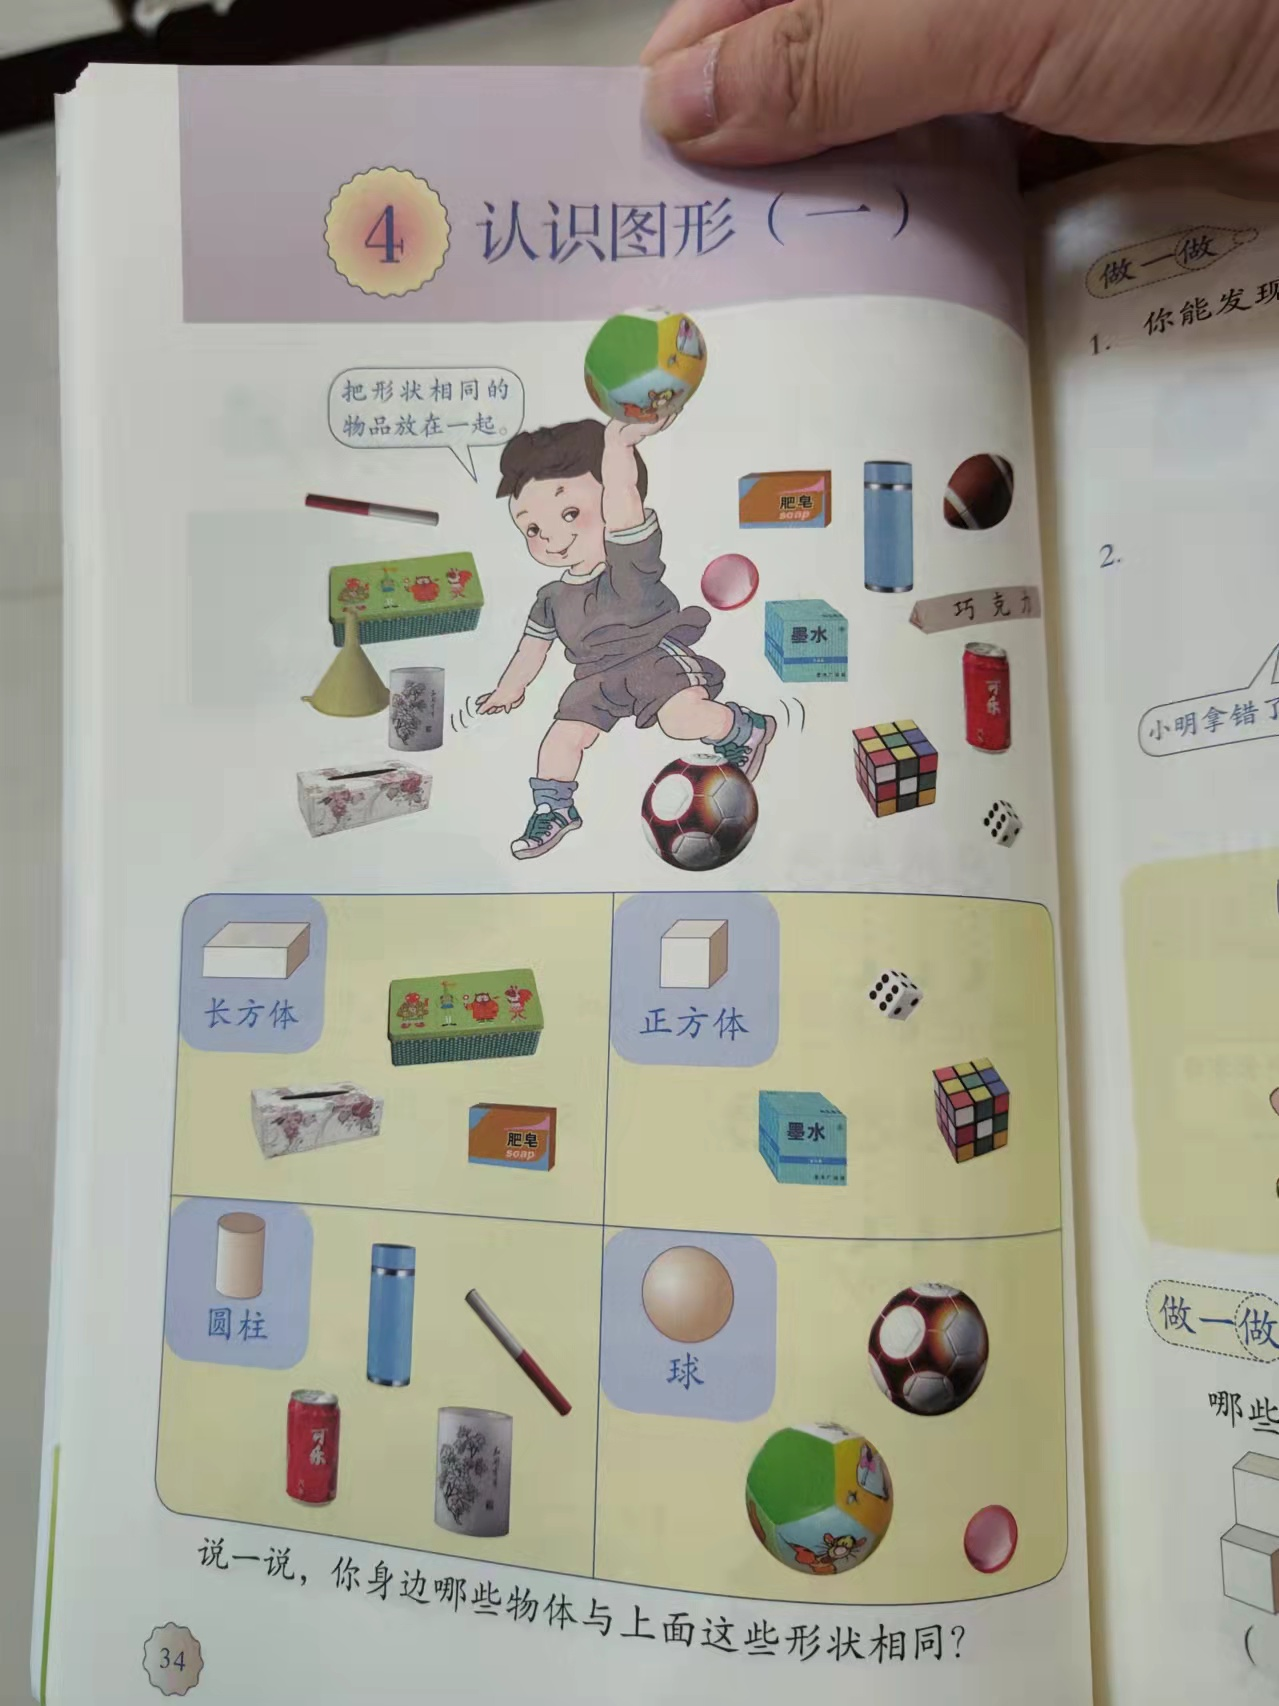 4 认识图形（一）
把形状相同的
物品放在一起。
肥皂
soap
巧克力
墨水
可乐
长方体
正方体
肥皂
soap
墨水
圆柱
球
可乐
说一说，你身边哪些物体与上面这些形状相同？
34
做一做
1. 你能发现
2.
小明拿错了
做一做
哪些
(